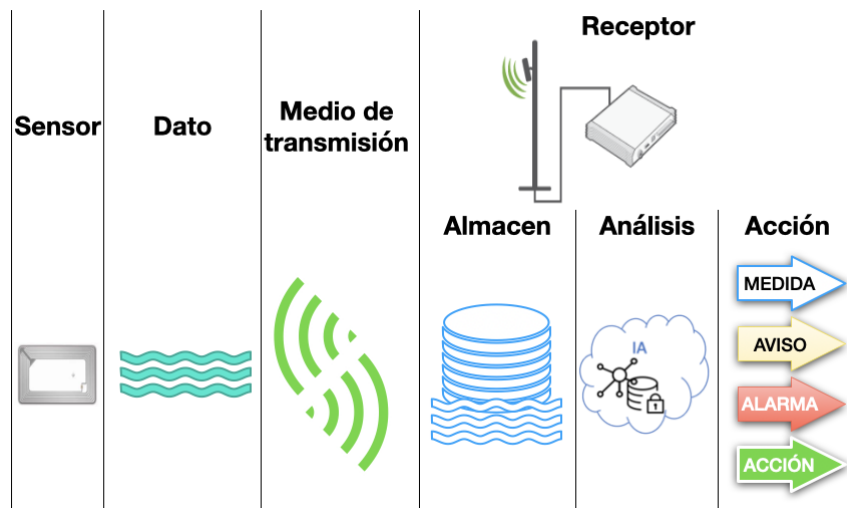 Receptor
Sensor
Dato
Medio de
transmisión
Almacen
Análisis
Acción
IA
MEDIDA
AVISO
ALARMA
ACCIÓN